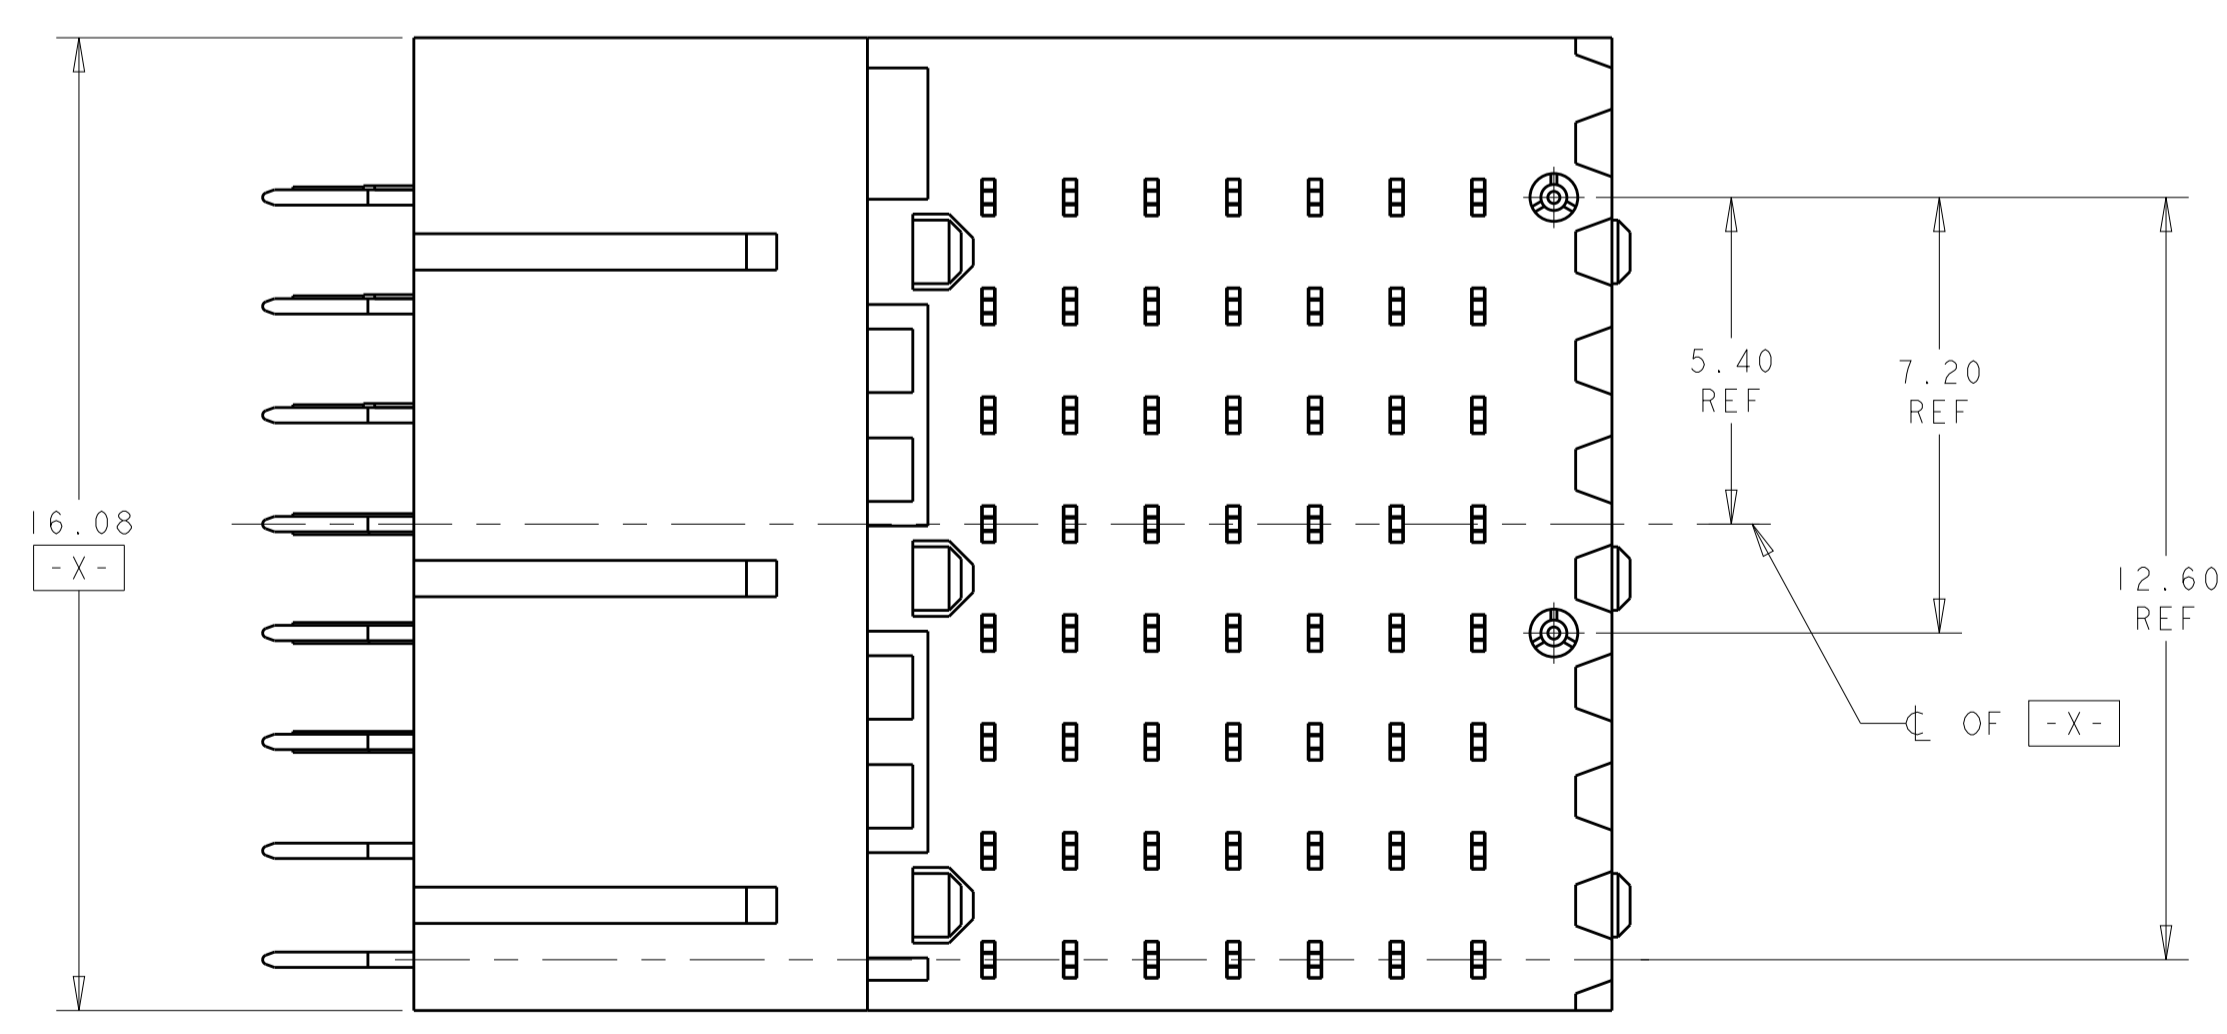 16.08
-X-
5.40
REF
7.20
REF
12.60
REF
℄ OF -X-